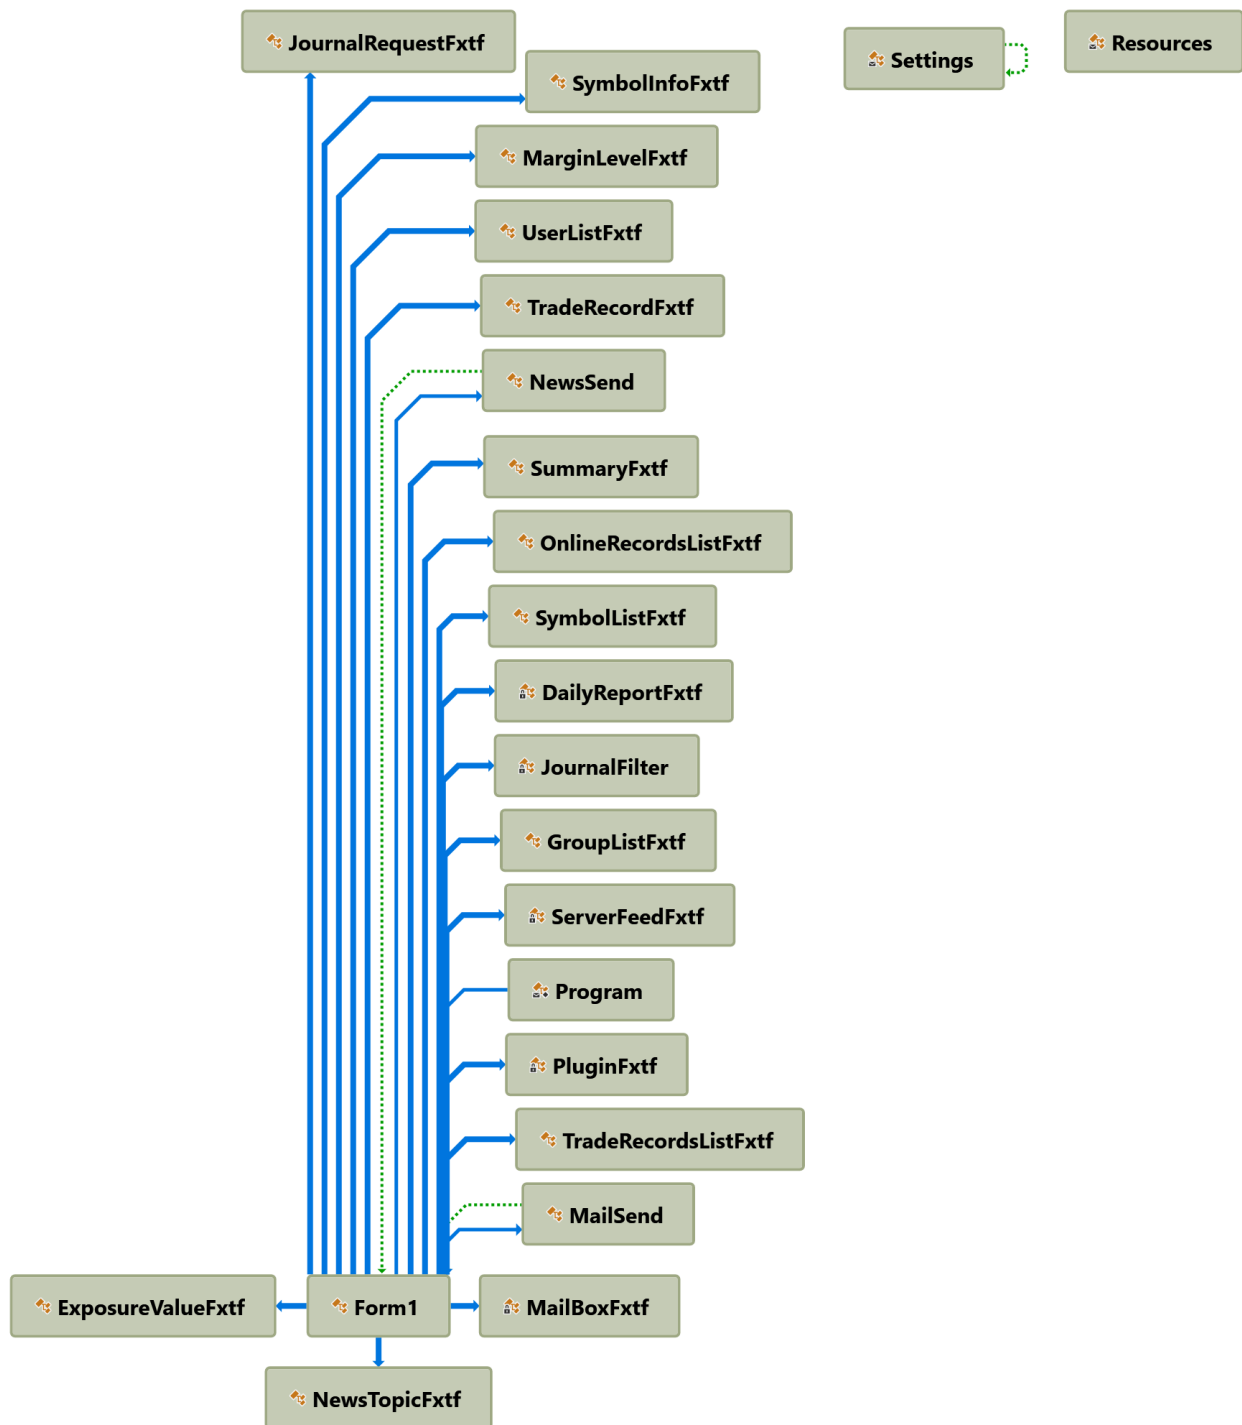 JournalRequestFxtf
Settings
Resources
SymbolInfoFxtf
MarginLevelFxtf
UserListFxtf
TradeRecordFxtf
NewsSend
SummaryFxtf
OnlineRecordsListFxtf
SymbolListFxtf
DailyReportFxtf
JournalFilter
GroupListFxtf
ServerFeedFxtf
Program
PluginFxtf
TradeRecordsListFxtf
MailSend
ExposureValueFxtf
Form1
MailBoxFxtf
NewsTopicFxtf